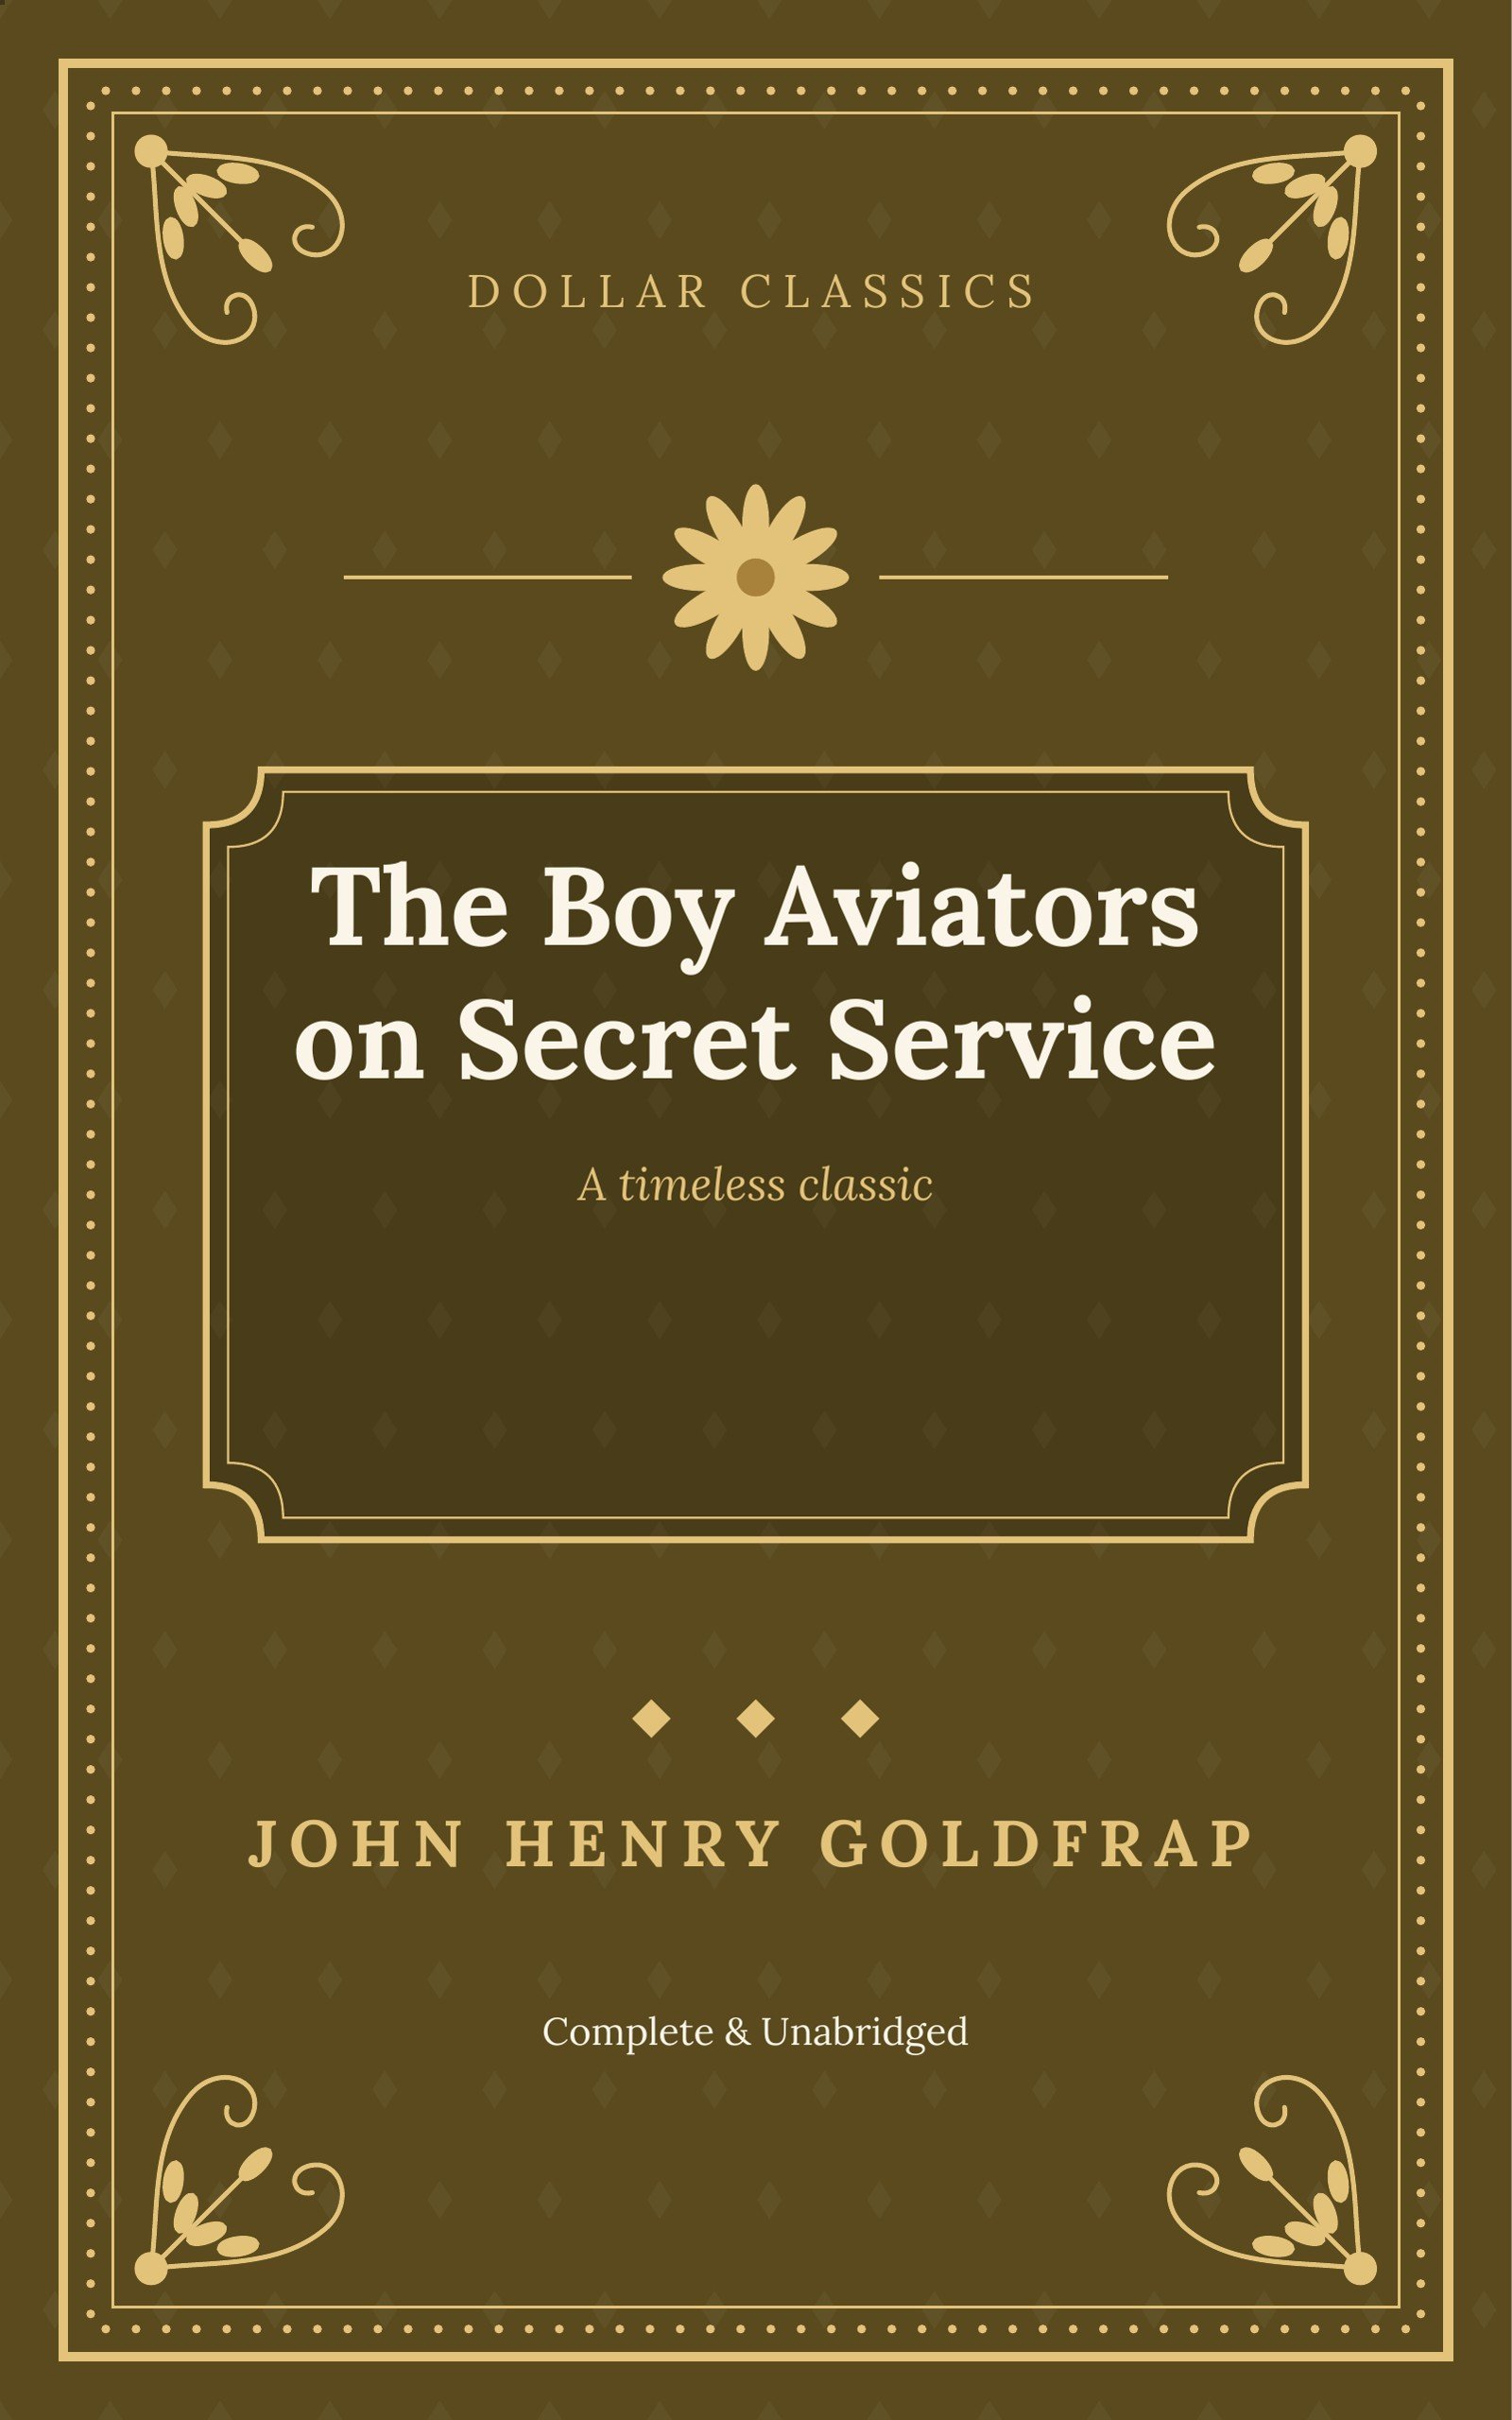 DOLLAR CLASSICS
The Boy Aviators
on Secret Service
A timeless classic
JOHN HENRY GOLDFRAP
Complete & Unabridged